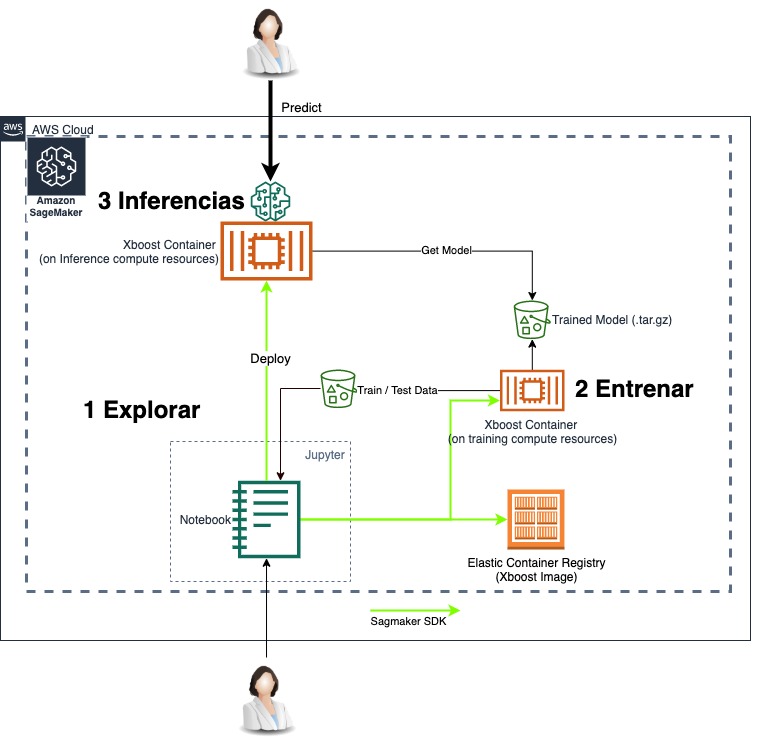 Predict
aws
AWS Cloud
Amazon
SageMaker
3 Inferencias
Xboost Container
(on Inference compute resources)
Get Model
Trained Model (.tar.gz)
Deploy
Train / Test Data
2 Entrenar
1 Explorar
Xboost Container
(on training compute resources)
Jupyter
Notebook
Elastic Container Registry
(Xboost Image)
Sagmaker SDK